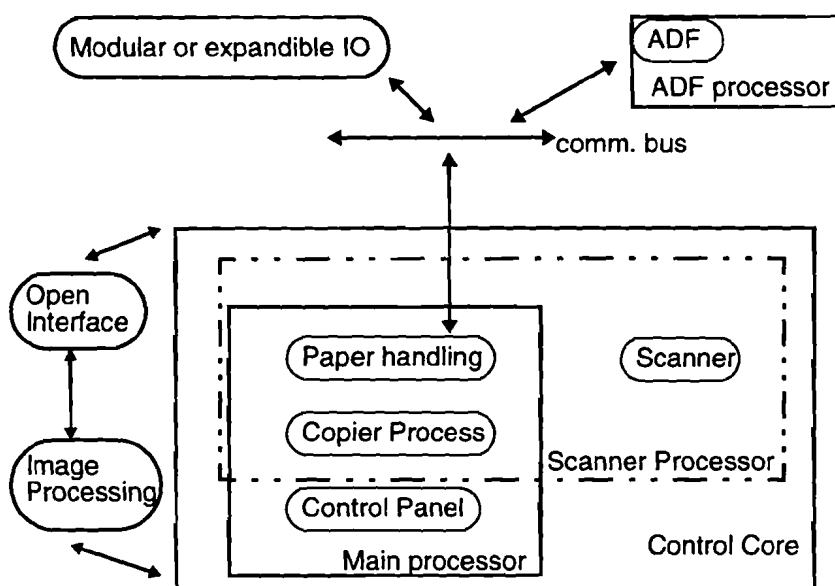 Modular or expandible IO
ADF
ADF processor
comm. bus
Open
Interface
Paper handling
Scanner
Copier Process
Image
Processing
Scanner Processor
Control Panel
Control Core
Main processor